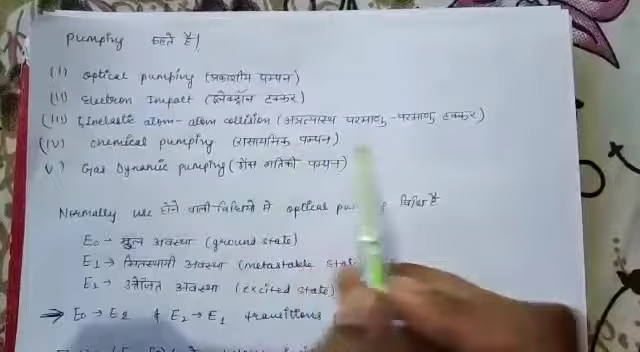 Pumping कहते है।
(i) optical pumping (प्रकाशीय पम्पन)
(ii) Electron Impact (इलेक्ट्रॉन टक्कर)
(iii) Inelastic atom-atom collision (अप्रत्यास्थ परमाणु-परमाणु टक्कर)
(iv) chemical pumping (रासायनिक पम्पन)
v) Gas Dynamic pumping (गैस गतिकी पम्पन)
Normally use होने वाली विधियो मे optical विधि है
E0 → मूल अवस्था (ground state)
E1 → मितस्थायी अवस्था (metastable
E2 → उत्तेजित अवस्था (excited state)
→ E0 → E2 & E2 → E1 transitions